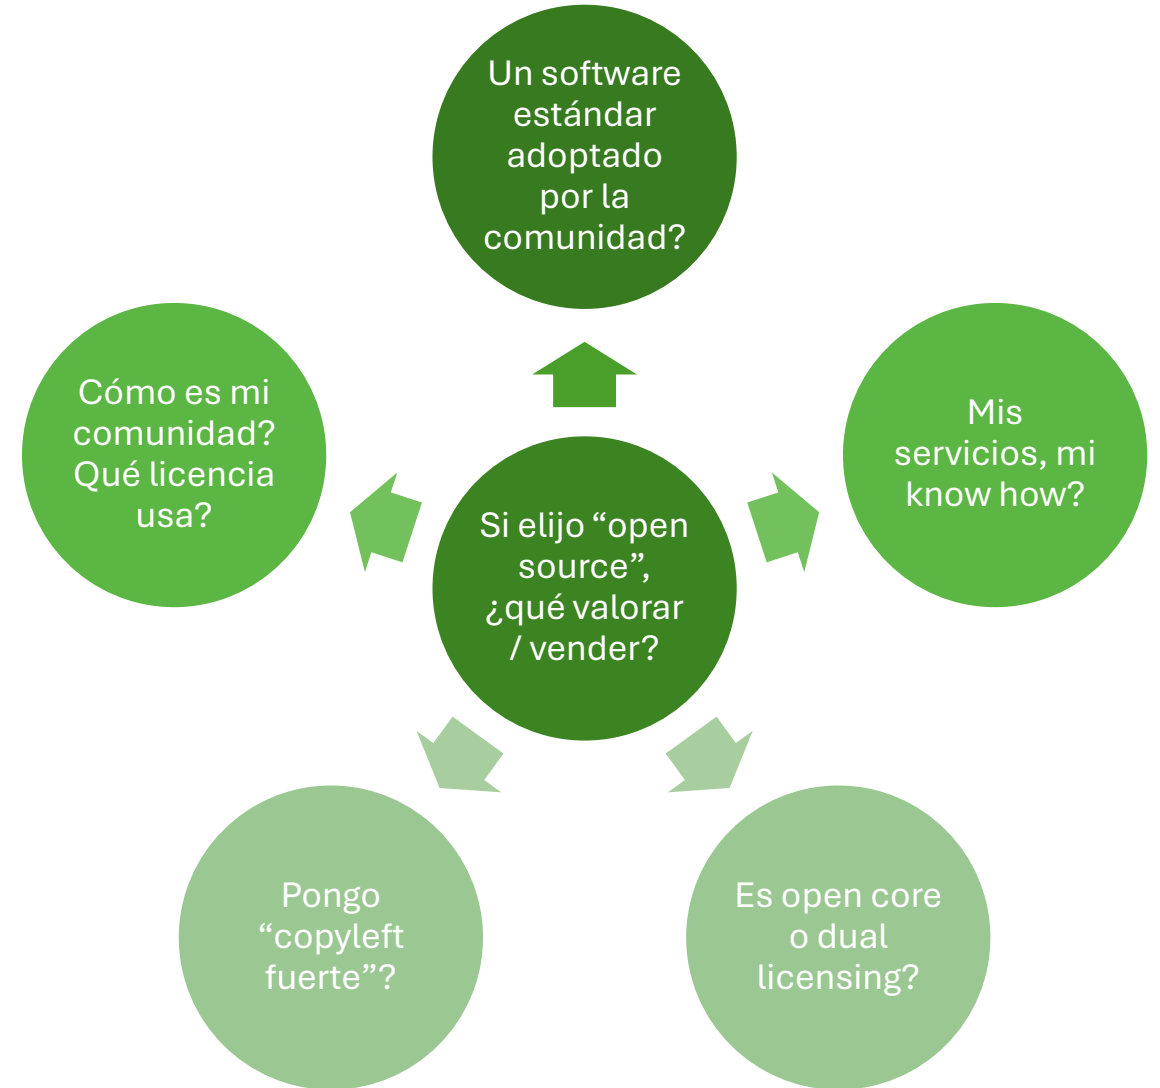 Un software
estándar
adoptado
por la
comunidad?
Cómo es mi
comunidad?
Qué licencia
usa?
Mis
servicios, mi
know how?
Si elijo “open
source”,
¿qué valorar
/ vender?
Pongo
“copyleft
fuerte”?
Es open core
o dual
licensing?